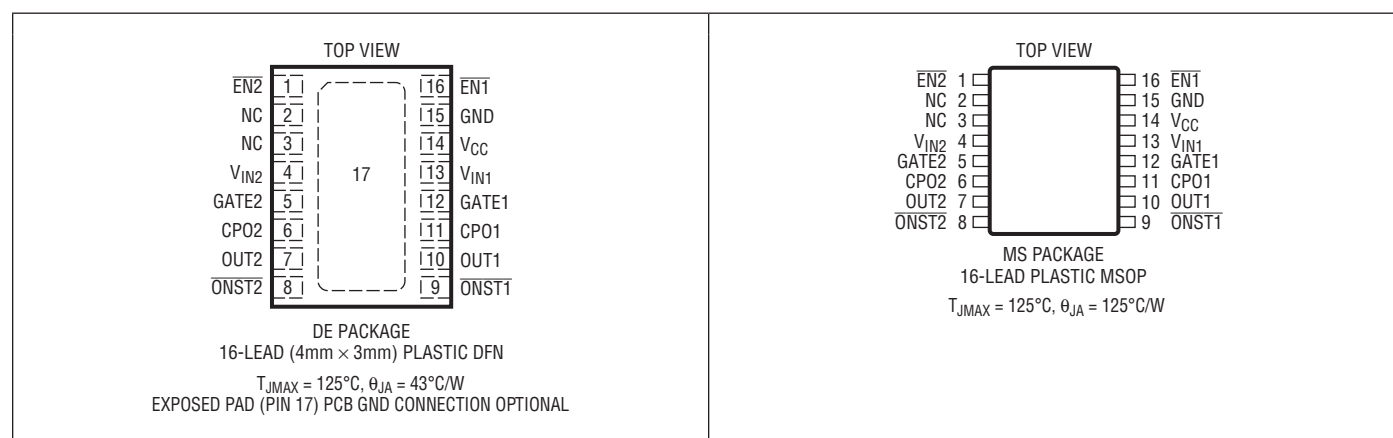 TOP VIEW
EN2 1 16 EN1
NC 2 15 GND
NC 3 14 VCC
VIN2 4 13 VIN1
17
GATE2 5 12 GATE1
CPO2 6 11 CPO1
OUT2 7 10 OUT1
ONST2 8 9 ONST1
DE PACKAGE
16-LEAD (4mm × 3mm) PLASTIC DFN
TJMAX = 125°C, θJA = 43°C/W
EXPOSED PAD (PIN 17) PCB GND CONNECTION OPTIONAL
TOP VIEW
EN2 1 16 EN1
NC 2 15 GND
NC 3 14 VCC
VIN2 4 13 VIN1
GATE2 5 12 GATE1
CPO2 6 11 CPO1
OUT2 7 10 OUT1
ONST2 8 9 ONST1
MS PACKAGE
16-LEAD PLASTIC MSOP
TJMAX = 125°C, θJA = 125°C/W